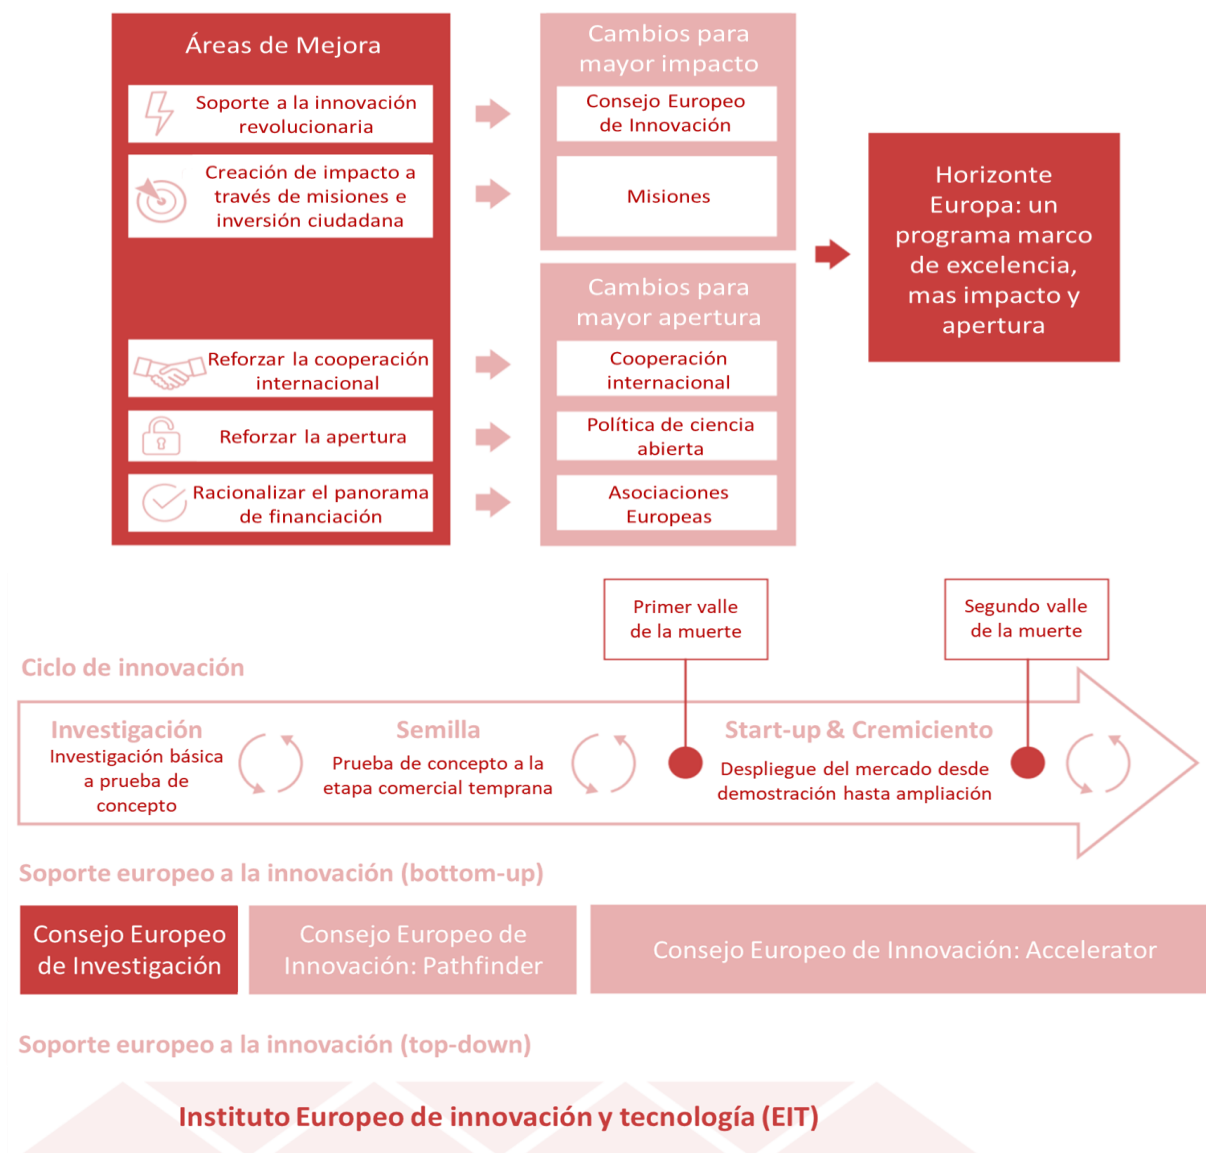 Áreas de Mejora
Soporte a la innovación
revolucionaria
Creación de impacto a
través de misiones e
inversión ciudadana
Reforzar la cooperación
internacional
Reforzar la apertura
Racionalizar el panorama
de financiación
Cambios para
mayor impacto
Consejo Europeo
de Innovación
Misiones
Cambios para
mayor apertura
Cooperación
internacional
Política de ciencia
abierta
Asociaciones
Europeas
Horizonte
Europa: un
programa marco
de excelencia,
mas impacto y
apertura
Primer valle
de la muerte
Segundo valle
de la muerte
Ciclo de innovación
Investigación
Investigación básica
a prueba de
concepto
Semilla
Prueba de concepto a la
etapa comercial temprana
Start-up & Cremiciento
Despliegue del mercado desde
demostración hasta ampliación
Soporte europeo a la innovación (bottom-up)
Consejo Europeo
de Investigación
Consejo Europeo de
Innovación: Pathfinder
Consejo Europeo de Innovación: Accelerator
Soporte europeo a la innovación (top-down)
Instituto Europeo de innovación y tecnología (EIT)